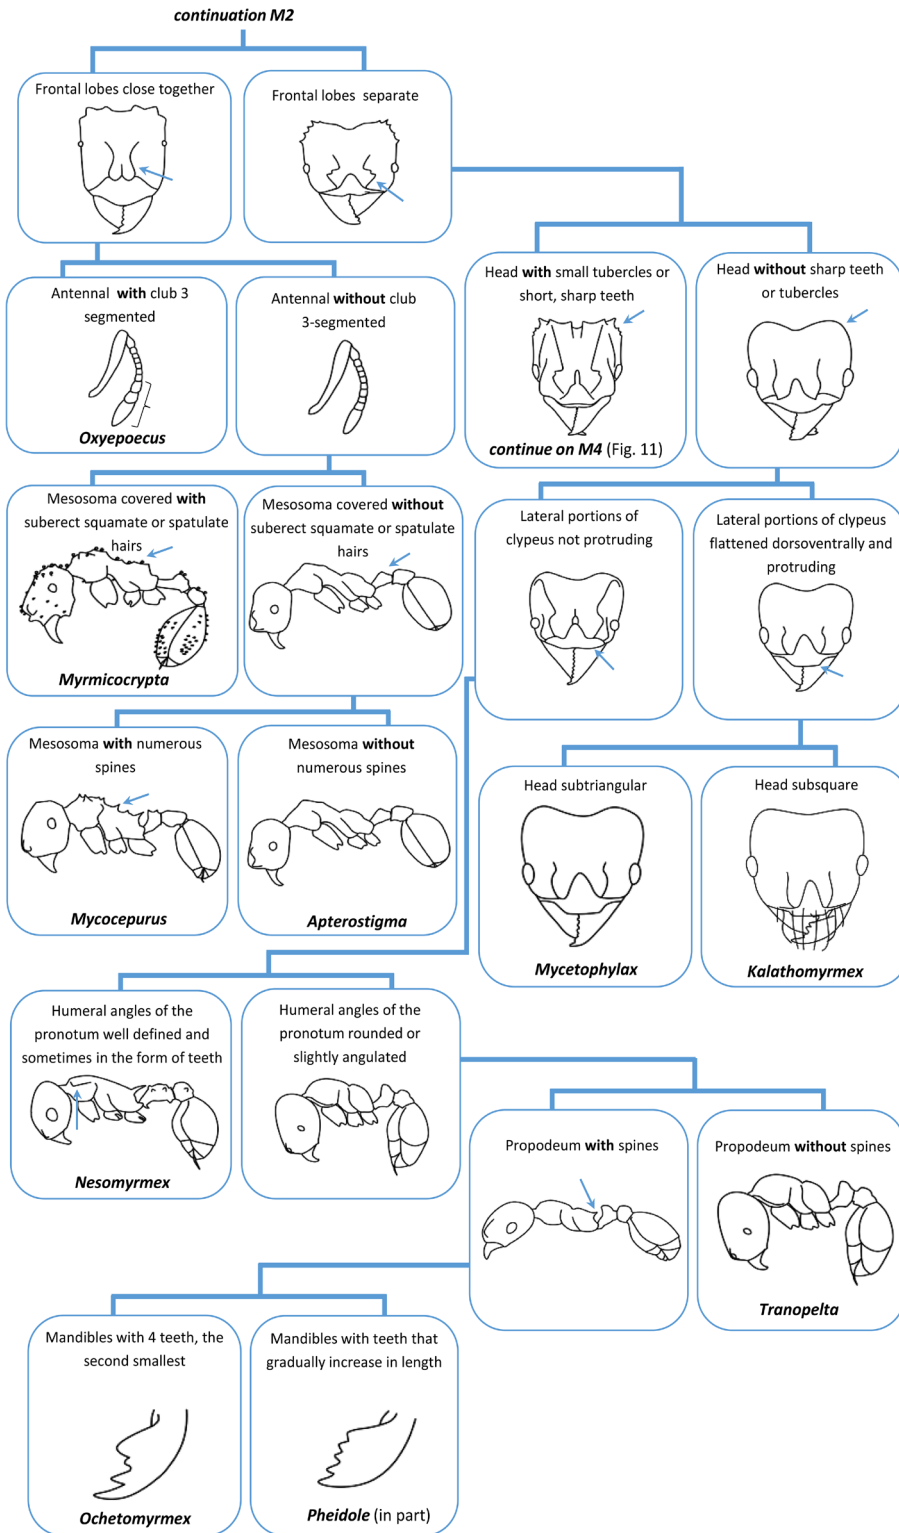 continuation M2
Frontal lobes close together
Frontal lobes separate
Head with small tubercles or
short, sharp teeth
continue on M4 (Fig. 11)
Head without sharp teeth
or tubercles
Antennal with club 3
segmented
Oxyepoecus
Antennal without club
3-segmented
Mesosoma covered with
suberect squamate or spatulate
hairs
Myrmicocrypta
Mesosoma covered without
suberect squamate or spatulate
hairs
Lateral portions of
clypeus not protruding
Lateral portions of clypeus
flattened dorsoventrally and
protruding
Mesosoma with numerous
spines
Mycocepurus
Mesosoma without
numerous spines
Apterostigma
Head subtriangular
Mycetophylax
Head subsquare
Kalathomyrmex
Humeral angles of the
pronotum well defined and
sometimes in the form of teeth
Nesomyrmex
Humeral angles of the
pronotum rounded or
slightly angulated
Propodeum with spines
Propodeum without spines
Tranopelta
Mandibles with 4 teeth, the
second smallest
Ochetomyrmex
Mandibles with teeth that
gradually increase in length
Pheidole (in part)